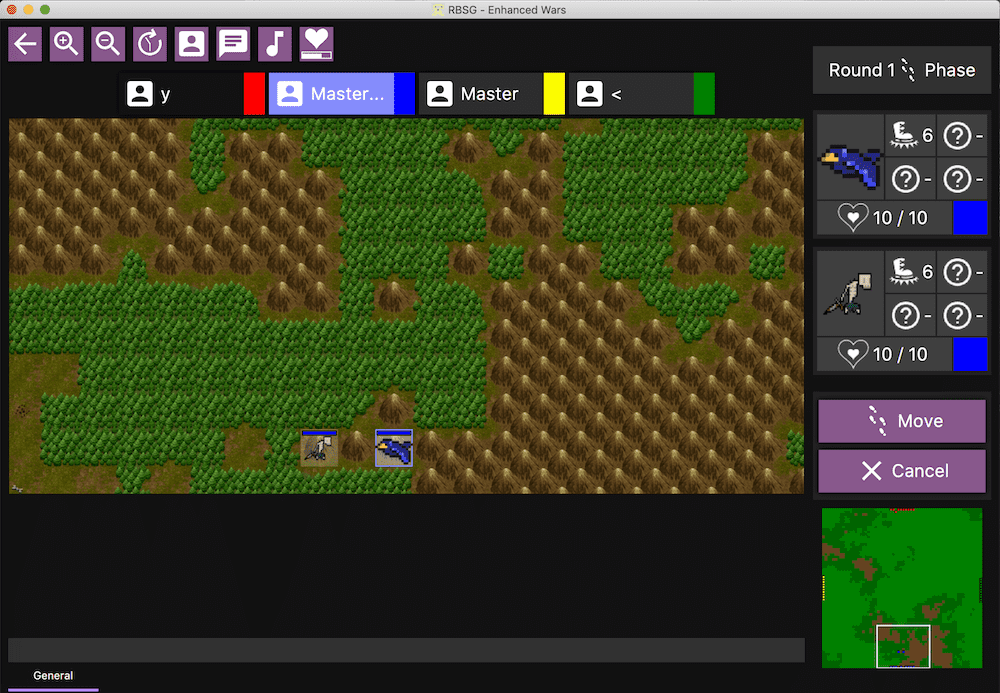 RBSG - Enhanced Wars
Round 1 Phase
y
Master...
Master
<
6 ? -
? - ? -
10 / 10
6 ? -
? - ? -
10 / 10
Move
Cancel
General